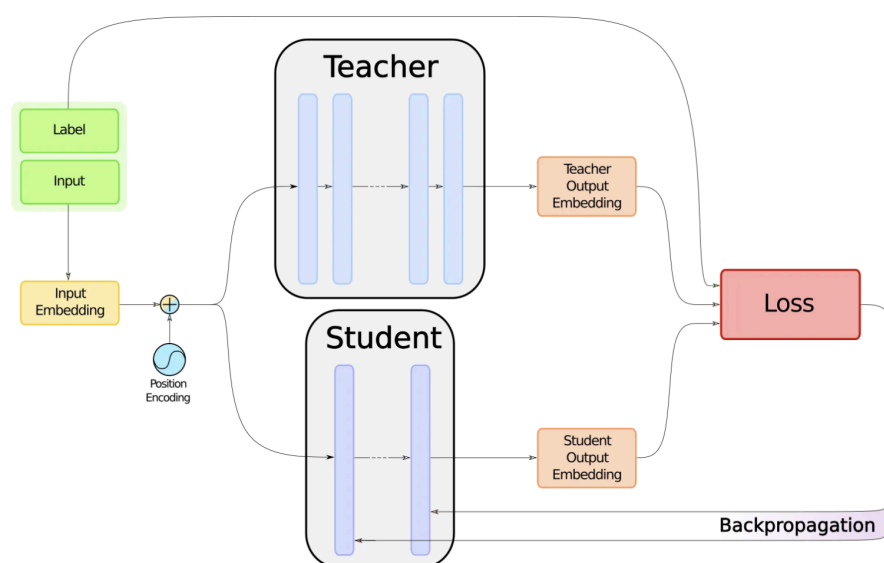 Teacher
Label
Input
Teacher
Output
Embedding
Input
Embedding
Position
Encoding
Loss
Student
Student
Output
Embedding
Backpropagation